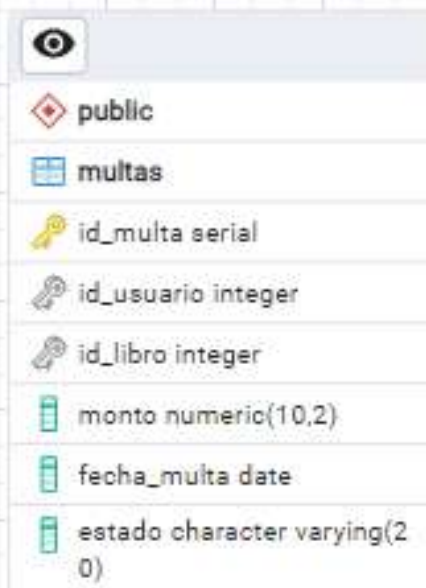 public
multas
id_multa serial
id_usuario integer
id_libro integer
monto numeric(10,2)
fecha_multa date
estado character varying(2
0)